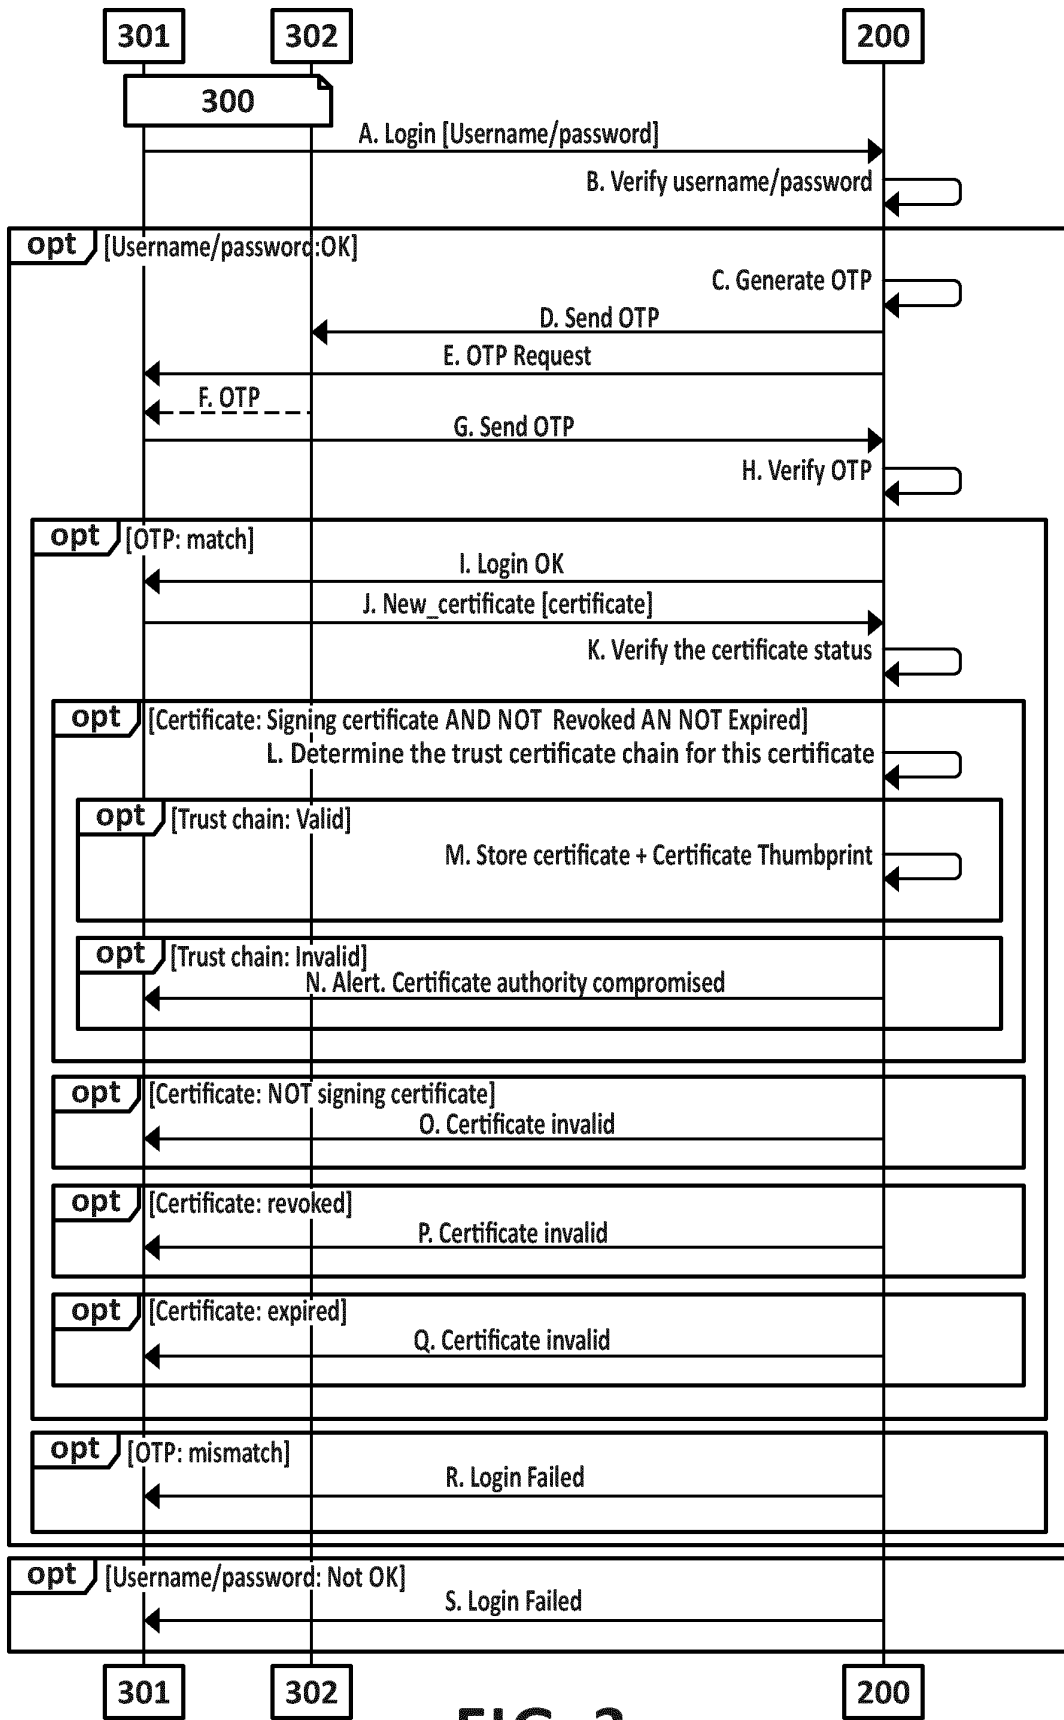 301 302 200
300
A. Login [Username/password]
B. Verify username/password
opt [Username/password:OK]
C. Generate OTP
D. Send OTP
E. OTP Request
F. OTP
G. Send OTP
H. Verify OTP
opt [OTP: match]
I. Login OK
J. New_certificate [certificate]
K. Verify the certificate status
opt [Certificate: Signing certificate AND NOT Revoked AN NOT Expired]
L. Determine the trust certificate chain for this certificate
opt [Trust chain: Valid]
M. Store certificate + Certificate Thumbprint
opt [Trust chain: Invalid]
N. Alert. Certificate authority compromised
opt [Certificate: NOT signing certificate]
O. Certificate invalid
opt [Certificate: revoked]
P. Certificate invalid
opt [Certificate: expired]
Q. Certificate invalid
opt [OTP: mismatch]
R. Login Failed
opt [Username/password: Not OK]
S. Login Failed
301 302 200